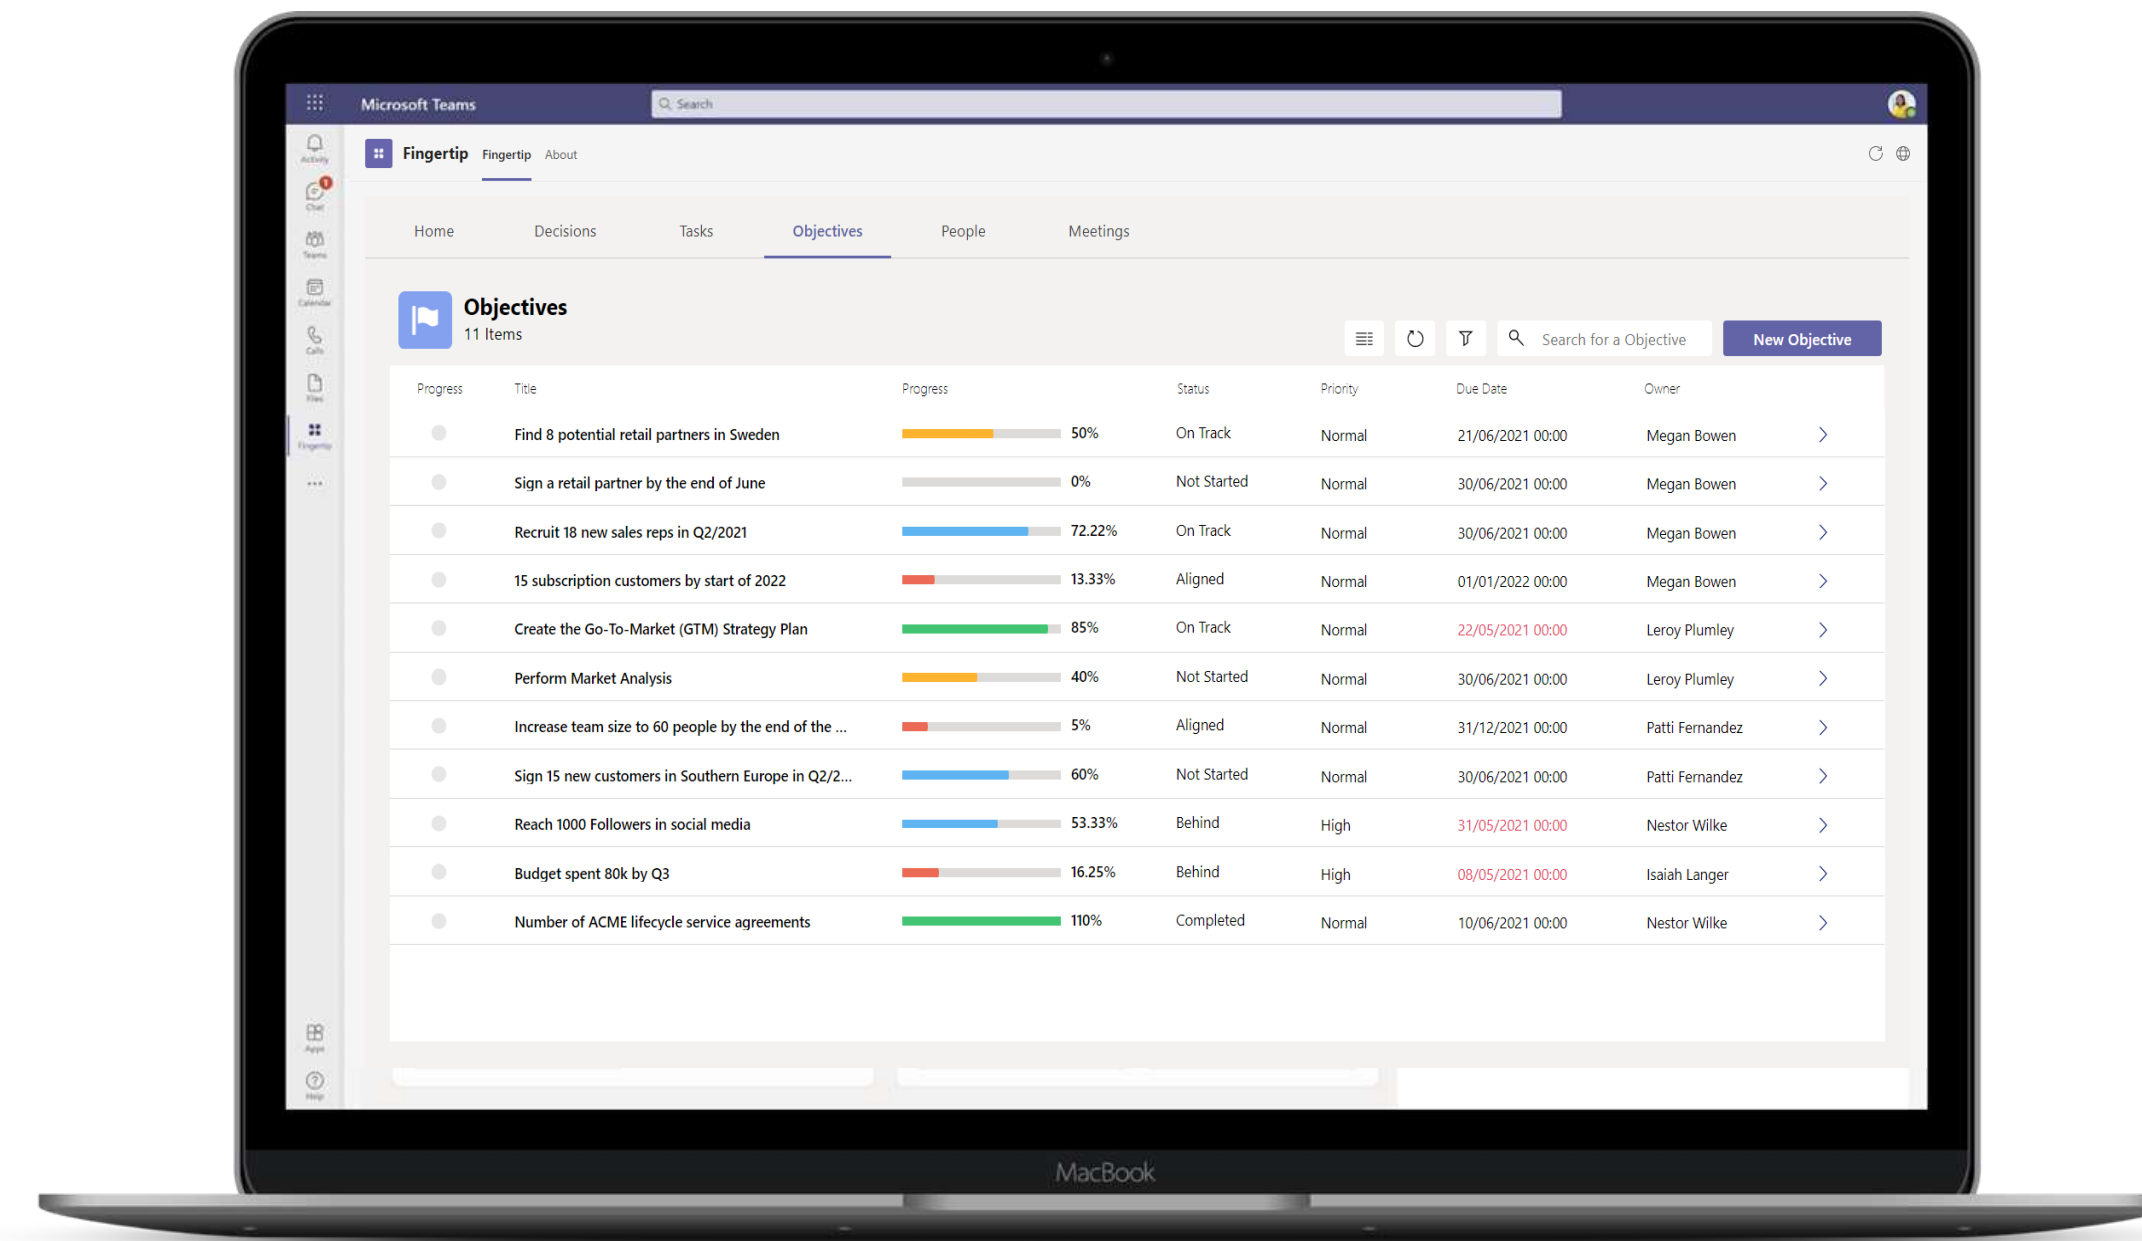 Microsoft Teams
Search
Activity
Fingertip Fingertip About
1
Chat
Teams
Home Decisions Tasks Objectives People Meetings
Calendar
Objectives
11 Items
Calls
Search for a Objective New Objective
Files
Progress Title Progress Status Priority Due Date Owner
Fingertip
Find 8 potential retail partners in Sweden 50% On Track Normal 21/06/2021 00:00 Megan Bowen
Sign a retail partner by the end of June 0% Not Started Normal 30/06/2021 00:00 Megan Bowen
Recruit 18 new sales reps in Q2/2021 72.22% On Track Normal 30/06/2021 00:00 Megan Bowen
15 subscription customers by start of 2022 13.33% Aligned Normal 01/01/2022 00:00 Megan Bowen
Create the Go-To-Market (GTM) Strategy Plan 85% On Track Normal 22/05/2021 00:00 Leroy Plumley
Perform Market Analysis 40% Not Started Normal 30/06/2021 00:00 Leroy Plumley
Increase team size to 60 people by the end of the ... 5% Aligned Normal 31/12/2021 00:00 Patti Fernandez
Sign 15 new customers in Southern Europe in Q2/2... 60% Not Started Normal 30/06/2021 00:00 Patti Fernandez
Reach 1000 Followers in social media 53.33% Behind High 31/05/2021 00:00 Nestor Wilke
Budget spent 80k by Q3 16.25% Behind High 08/05/2021 00:00 Isaiah Langer
Number of ACME lifecycle service agreements 110% Completed Normal 10/06/2021 00:00 Nestor Wilke
Apps
Help
MacBook